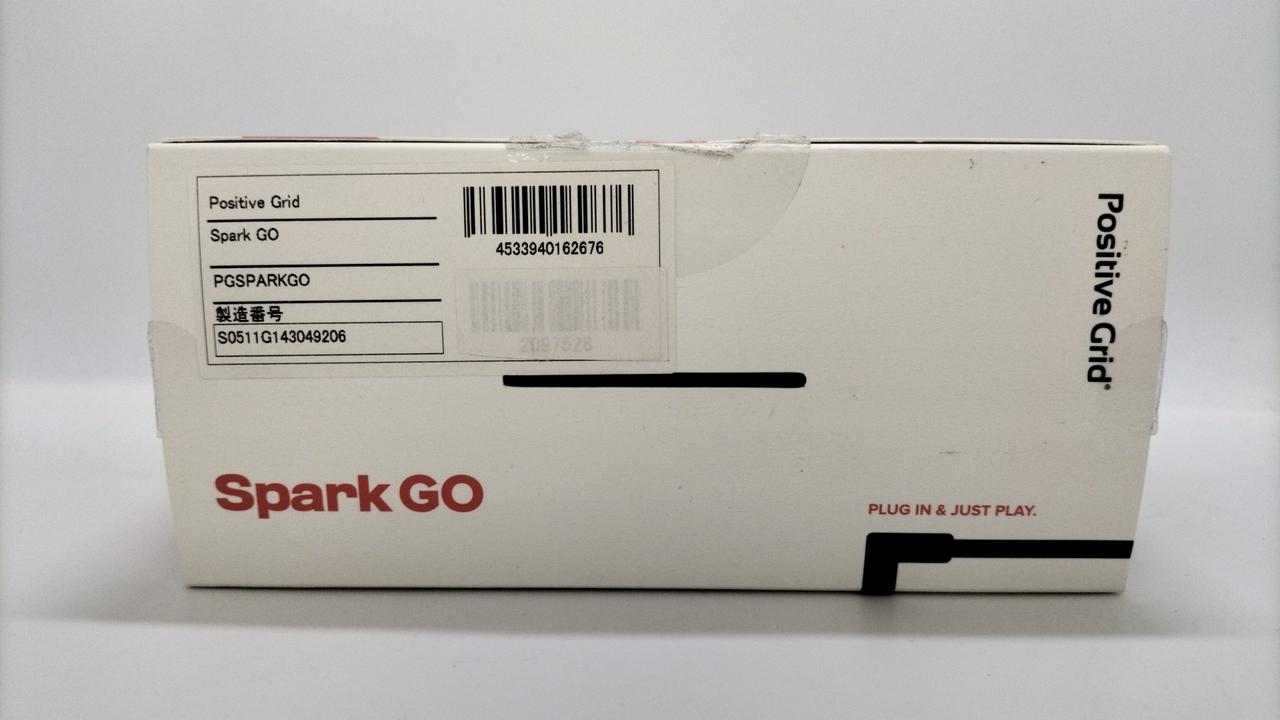 Positive Grid
Spark GO
PGSPARKGO
製造番号
S0511G143049206
4533940162676
2097528
Positive Grid®
Spark GO
PLUG IN & JUST PLAY.